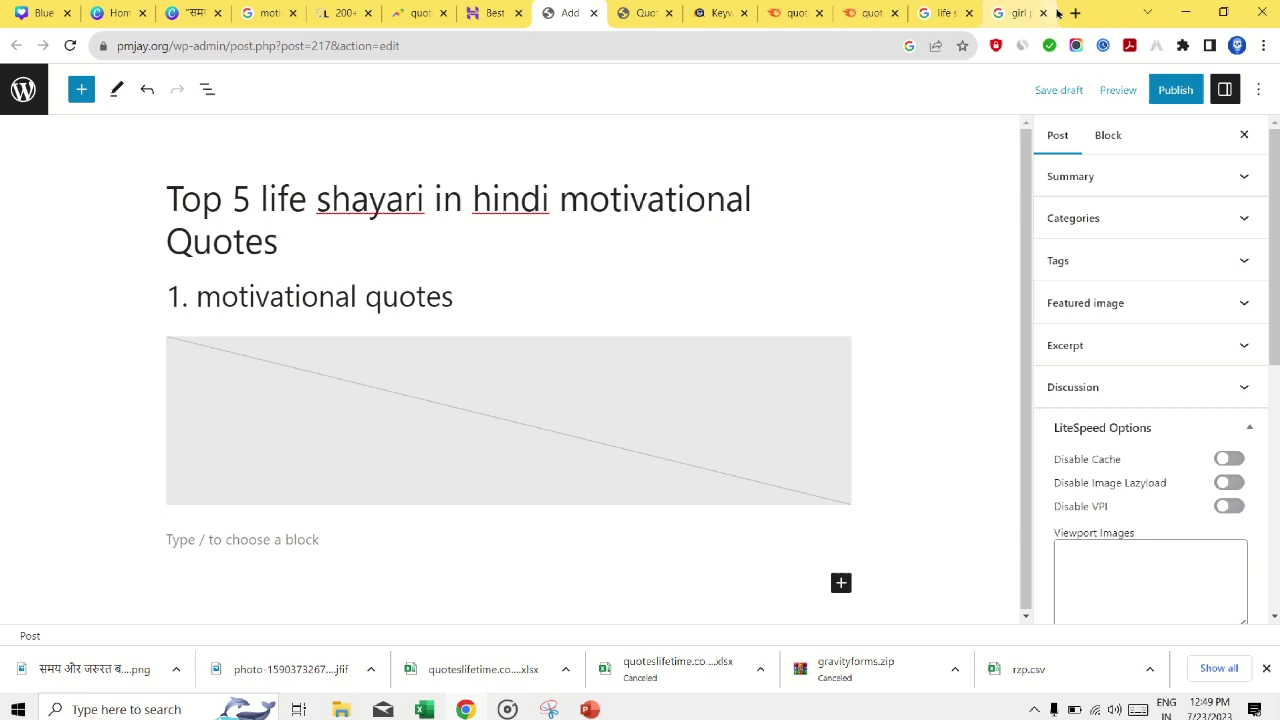 Blue
Hom
"समः
moti
200+
quot
Best
Add
Quot
Keyw
quot
quot
life s
girl p
pmjay.org/wp-admin/post.php?post=217&action=edit
Save draft
Preview
Publish
Post
Block
Summary
Top 5 life shayari in hindi motivational
Quotes
Categories
Tags
1. motivational quotes
Featured image
Excerpt
Discussion
LiteSpeed Options
Disable Cache
Disable Image Lazyload
Disable VPI
Viewport Images
Type / to choose a block
Post
समय और जरुरत ब....png
photo-1590373267....jfif
quoteslifetime.co....xlsx
quoteslifetime.co....xlsx
Canceled
gravityforms.zip
Canceled
rzp.csv
Show all
Type here to search
ENG
IN
12:49 PM
7/23/2023